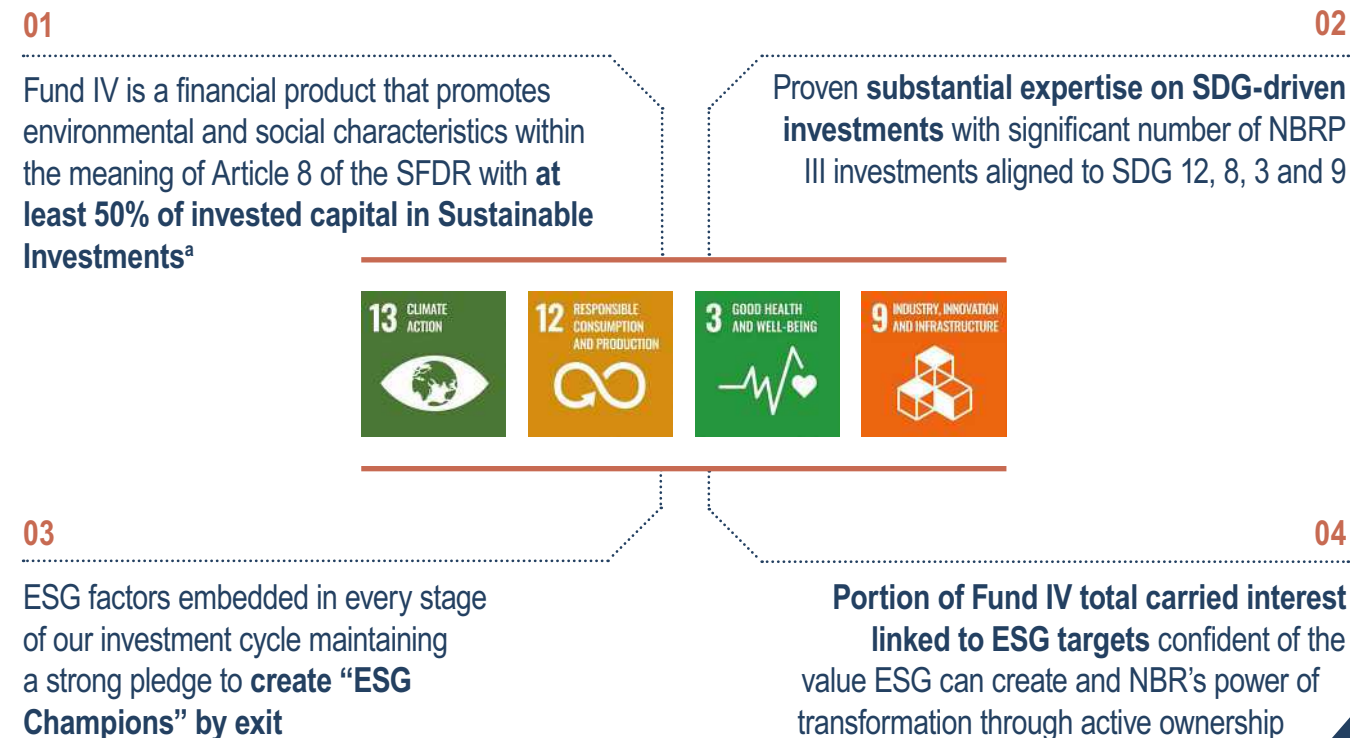 01
Fund IV is a financial product that promotes
environmental and social characteristics within
the meaning of Article 8 of the SFDR with at
least 50% of invested capital in Sustainable
Investmentsᵃ
02
Proven substantial expertise on SDG-driven
investments with significant number of NBRP
III investments aligned to SDG 12, 8, 3 and 9
13 CLIMATE
ACTION
12 RESPONSIBLE
CONSUMPTION
AND PRODUCTION
3 GOOD HEALTH
AND WELL-BEING
9 INDUSTRY, INNOVATION
AND INFRASTRUCTURE
03
ESG factors embedded in every stage
of our investment cycle maintaining
a strong pledge to create “ESG
Champions” by exit
04
Portion of Fund IV total carried interest
linked to ESG targets confident of the
value ESG can create and NBR’s power of
transformation through active ownership